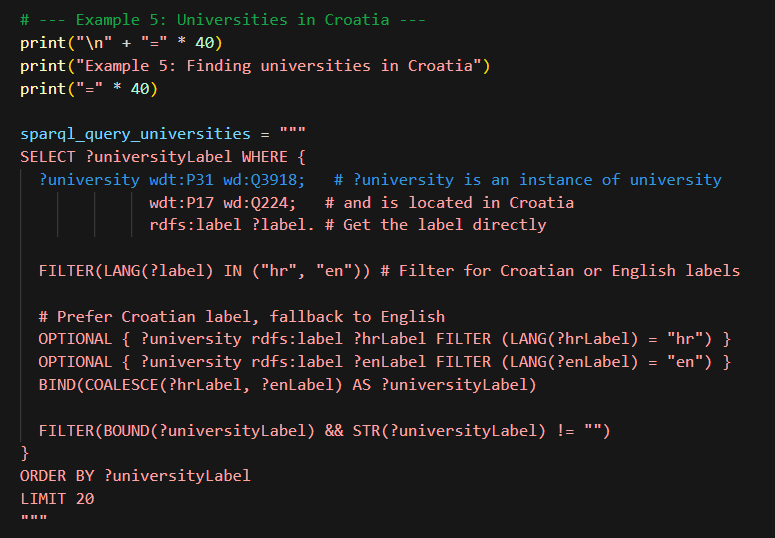 # --- Example 5: Universities in Croatia ---
print("\n" + "=" * 40)
print("Example 5: Finding universities in Croatia")
print("=" * 40)

sparql_query_universities = """
SELECT ?universityLabel WHERE {
  ?university wdt:P31 wd:Q3918;   # ?university is an instance of university
              wdt:P17 wd:Q224;   # and is located in Croatia
              rdfs:label ?label. # Get the label directly

  FILTER(LANG(?label) IN ("hr", "en")) # Filter for Croatian or English labels

  # Prefer Croatian label, fallback to English
  OPTIONAL { ?university rdfs:label ?hrLabel FILTER (LANG(?hrLabel) = "hr") }
  OPTIONAL { ?university rdfs:label ?enLabel FILTER (LANG(?enLabel) = "en") }
  BIND(COALESCE(?hrLabel, ?enLabel) AS ?universityLabel)

  FILTER(BOUND(?universityLabel) && STR(?universityLabel) != "")
}
ORDER BY ?universityLabel
LIMIT 20
"""